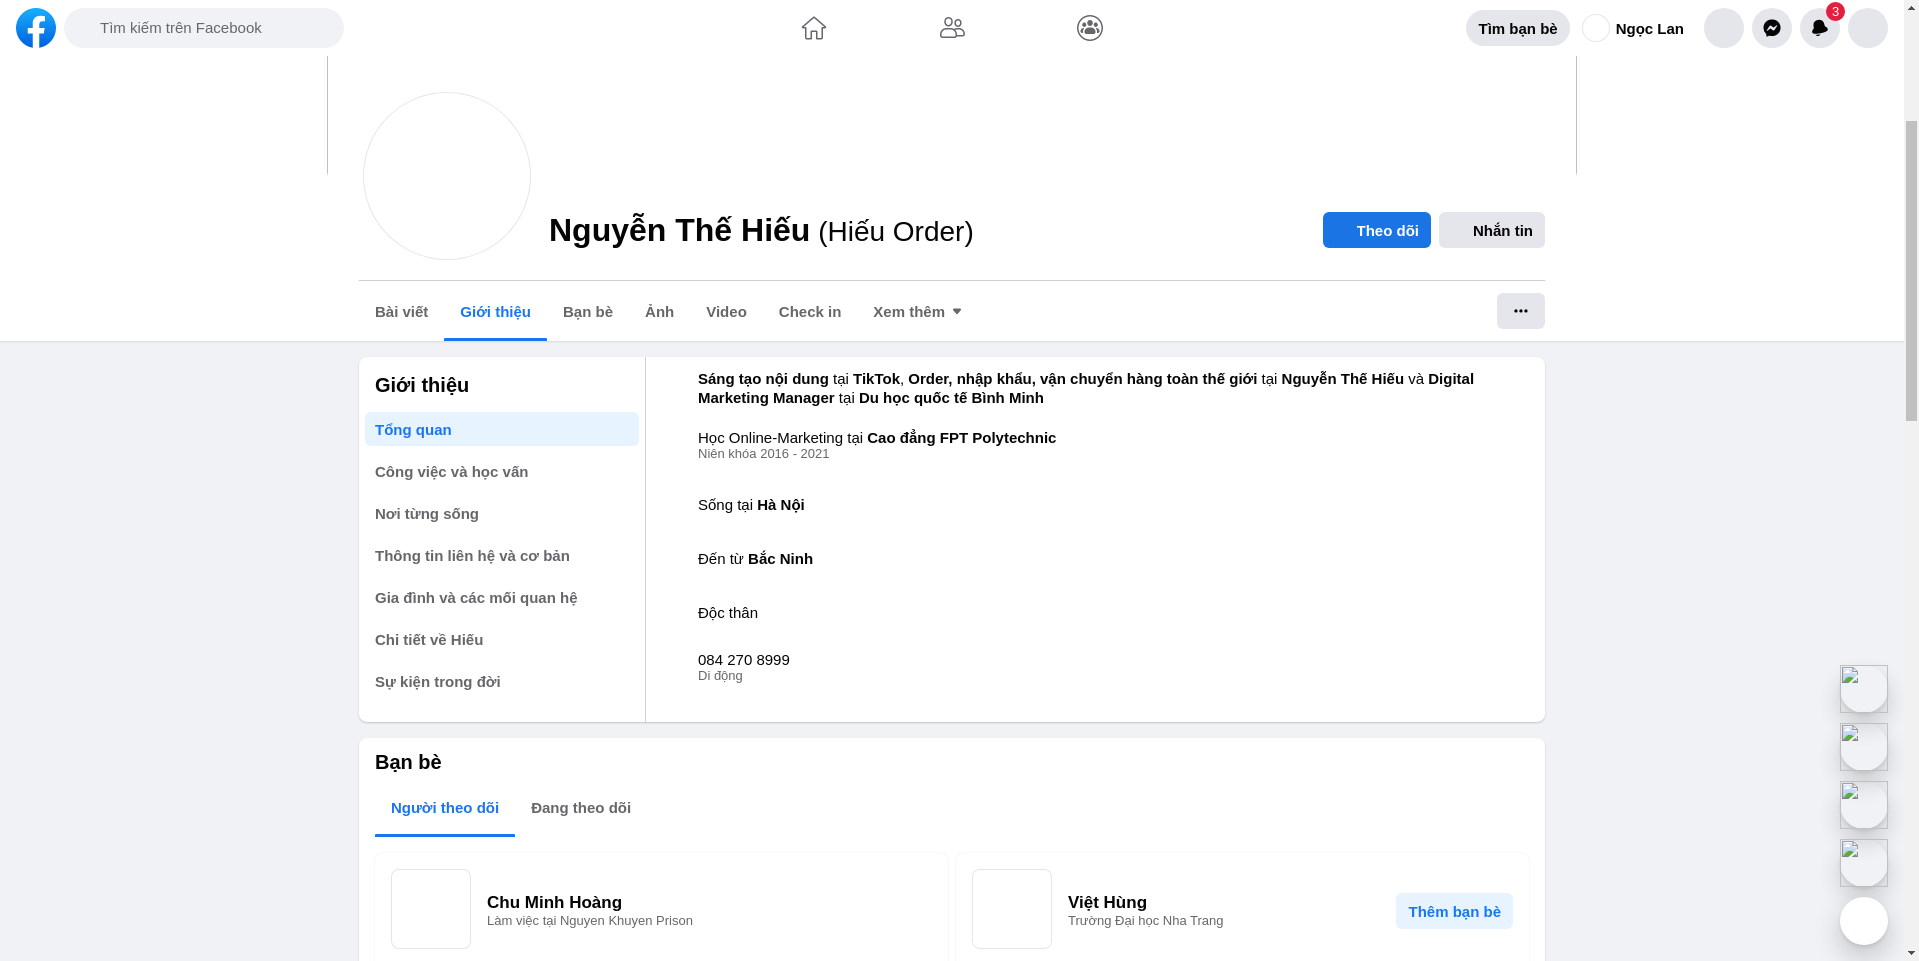 Tìm kiếm trên Facebook
Tìm bạn bè
Ngọc Lan
3
Nguyễn Thế Hiếu (Hiếu Order)
Theo dõi
Nhắn tin
Bài viết
Giới thiệu
Bạn bè
Ảnh
Video
Check in
Xem thêm
Giới thiệu
Tổng quan
Công việc và học vấn
Nơi từng sống
Thông tin liên hệ và cơ bản
Gia đình và các mối quan hệ
Chi tiết về Hiếu
Sự kiện trong đời
Sáng tạo nội dung tại TikTok, Order, nhập khẩu, vận chuyển hàng toàn thế giới tại Nguyễn Thế Hiếu và Digital
Marketing Manager tại Du học quốc tế Bình Minh
Học Online-Marketing tại Cao đẳng FPT Polytechnic
Niên khóa 2016 - 2021
Sống tại Hà Nội
Đến từ Bắc Ninh
Độc thân
084 270 8999
Di động
Bạn bè
Người theo dõi
Đang theo dõi
Chu Minh Hoàng
Làm việc tại Nguyen Khuyen Prison
Việt Hùng
Trường Đại học Nha Trang
Thêm bạn bè